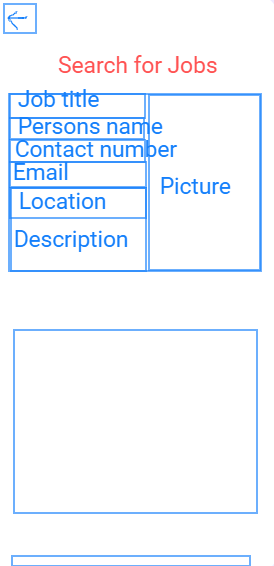 Search for Jobs
Job title
Persons name
Contact number
Email
Location
Description
Picture